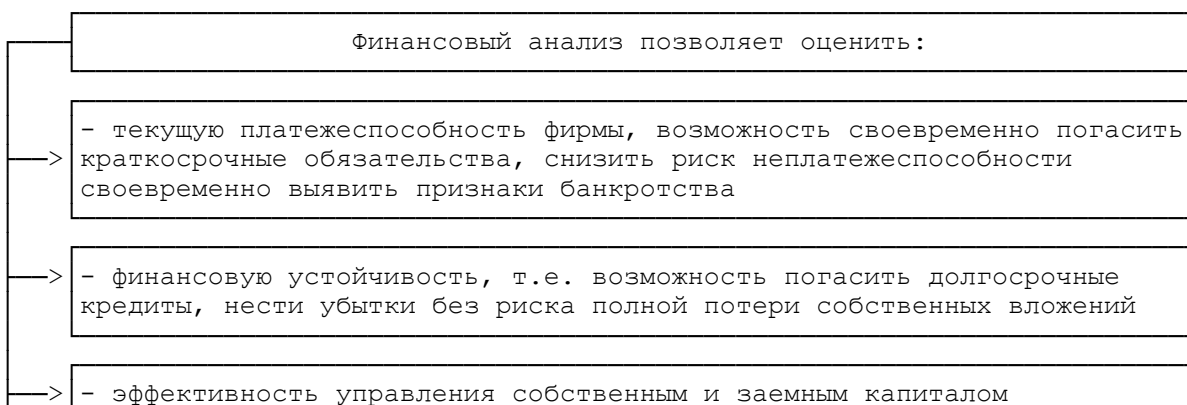 Финансовый анализ позволяет оценить:
- текущую платежеспособность фирмы, возможность своевременно погасить
краткосрочные обязательства, снизить риск неплатежеспособности
своевременно выявить признаки банкротства
- финансовую устойчивость, т.е. возможность погасить долгосрочные
кредиты, нести убытки без риска полной потери собственных вложений
- эффективность управления собственным и заемным капиталом